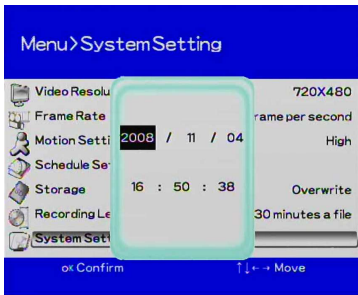 Menu>System Setting
Video Resolu 720X480
Frame Rate rame per second
Motion Setti High
Schedule Se
Storage Overwrite
Recording Le 30 minutes a file
System Sett
2008 / 11 / 04
16 : 50 : 38
ok Confirm ↑↓←→ Move